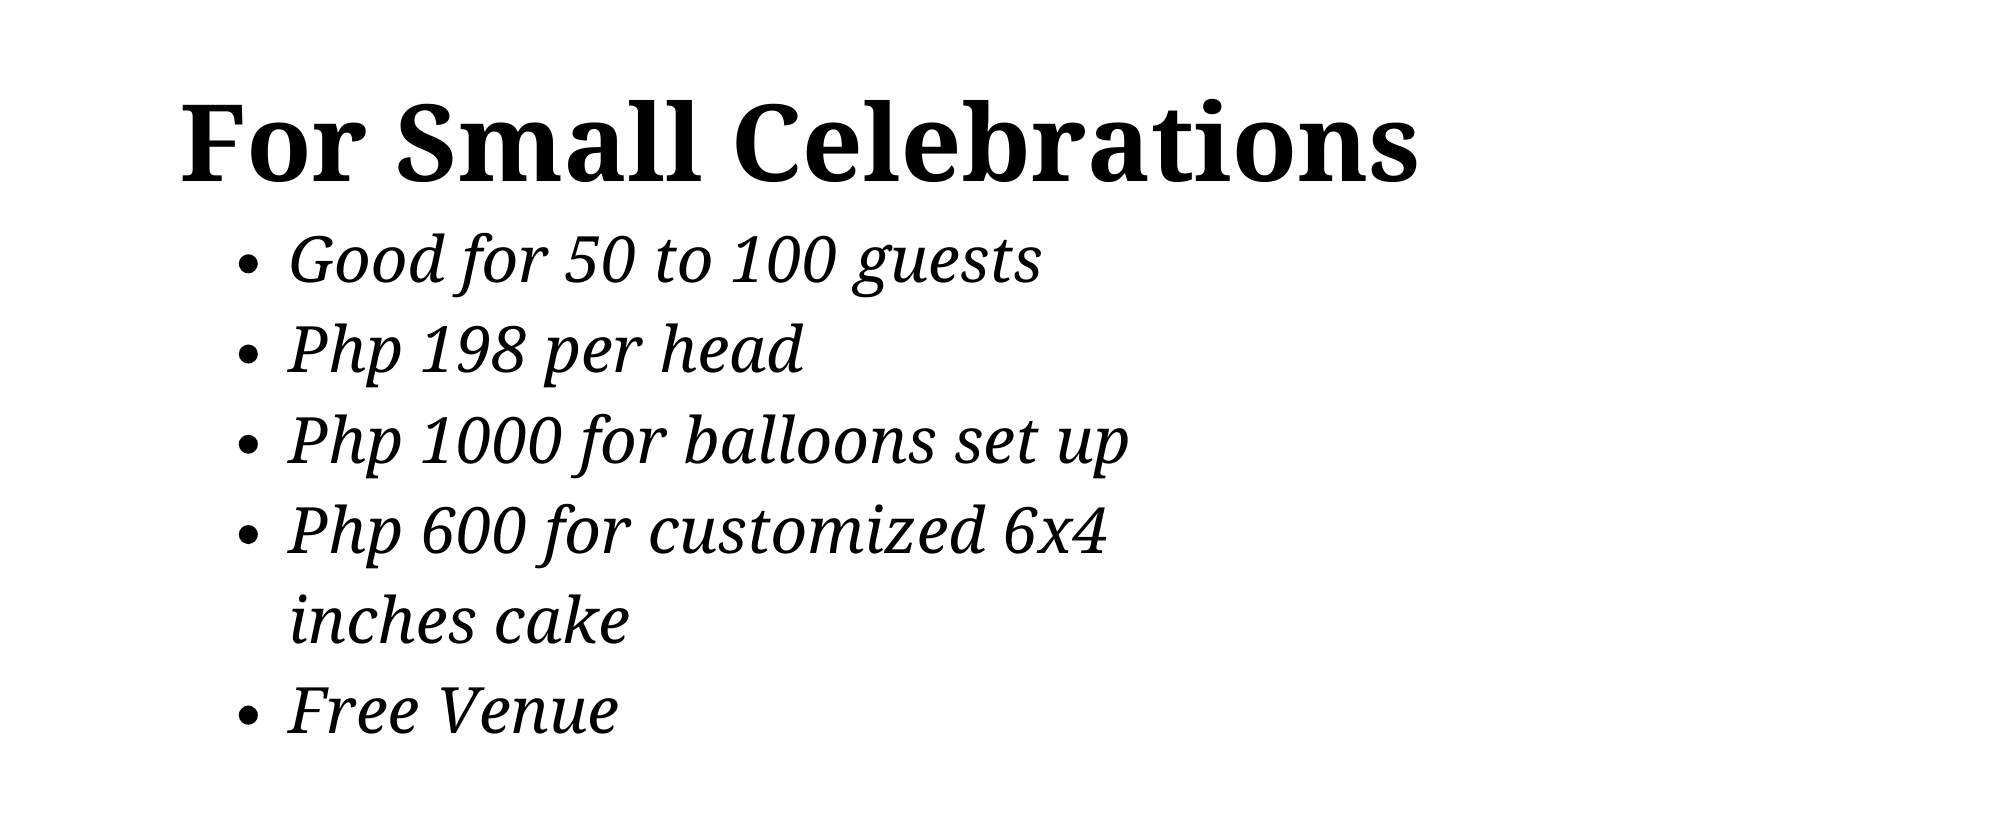 For Small Celebrations
• Good for 50 to 100 guests
• Php 198 per head
• Php 1000 for balloons set up
• Php 600 for customized 6x4
inches cake
• Free Venue